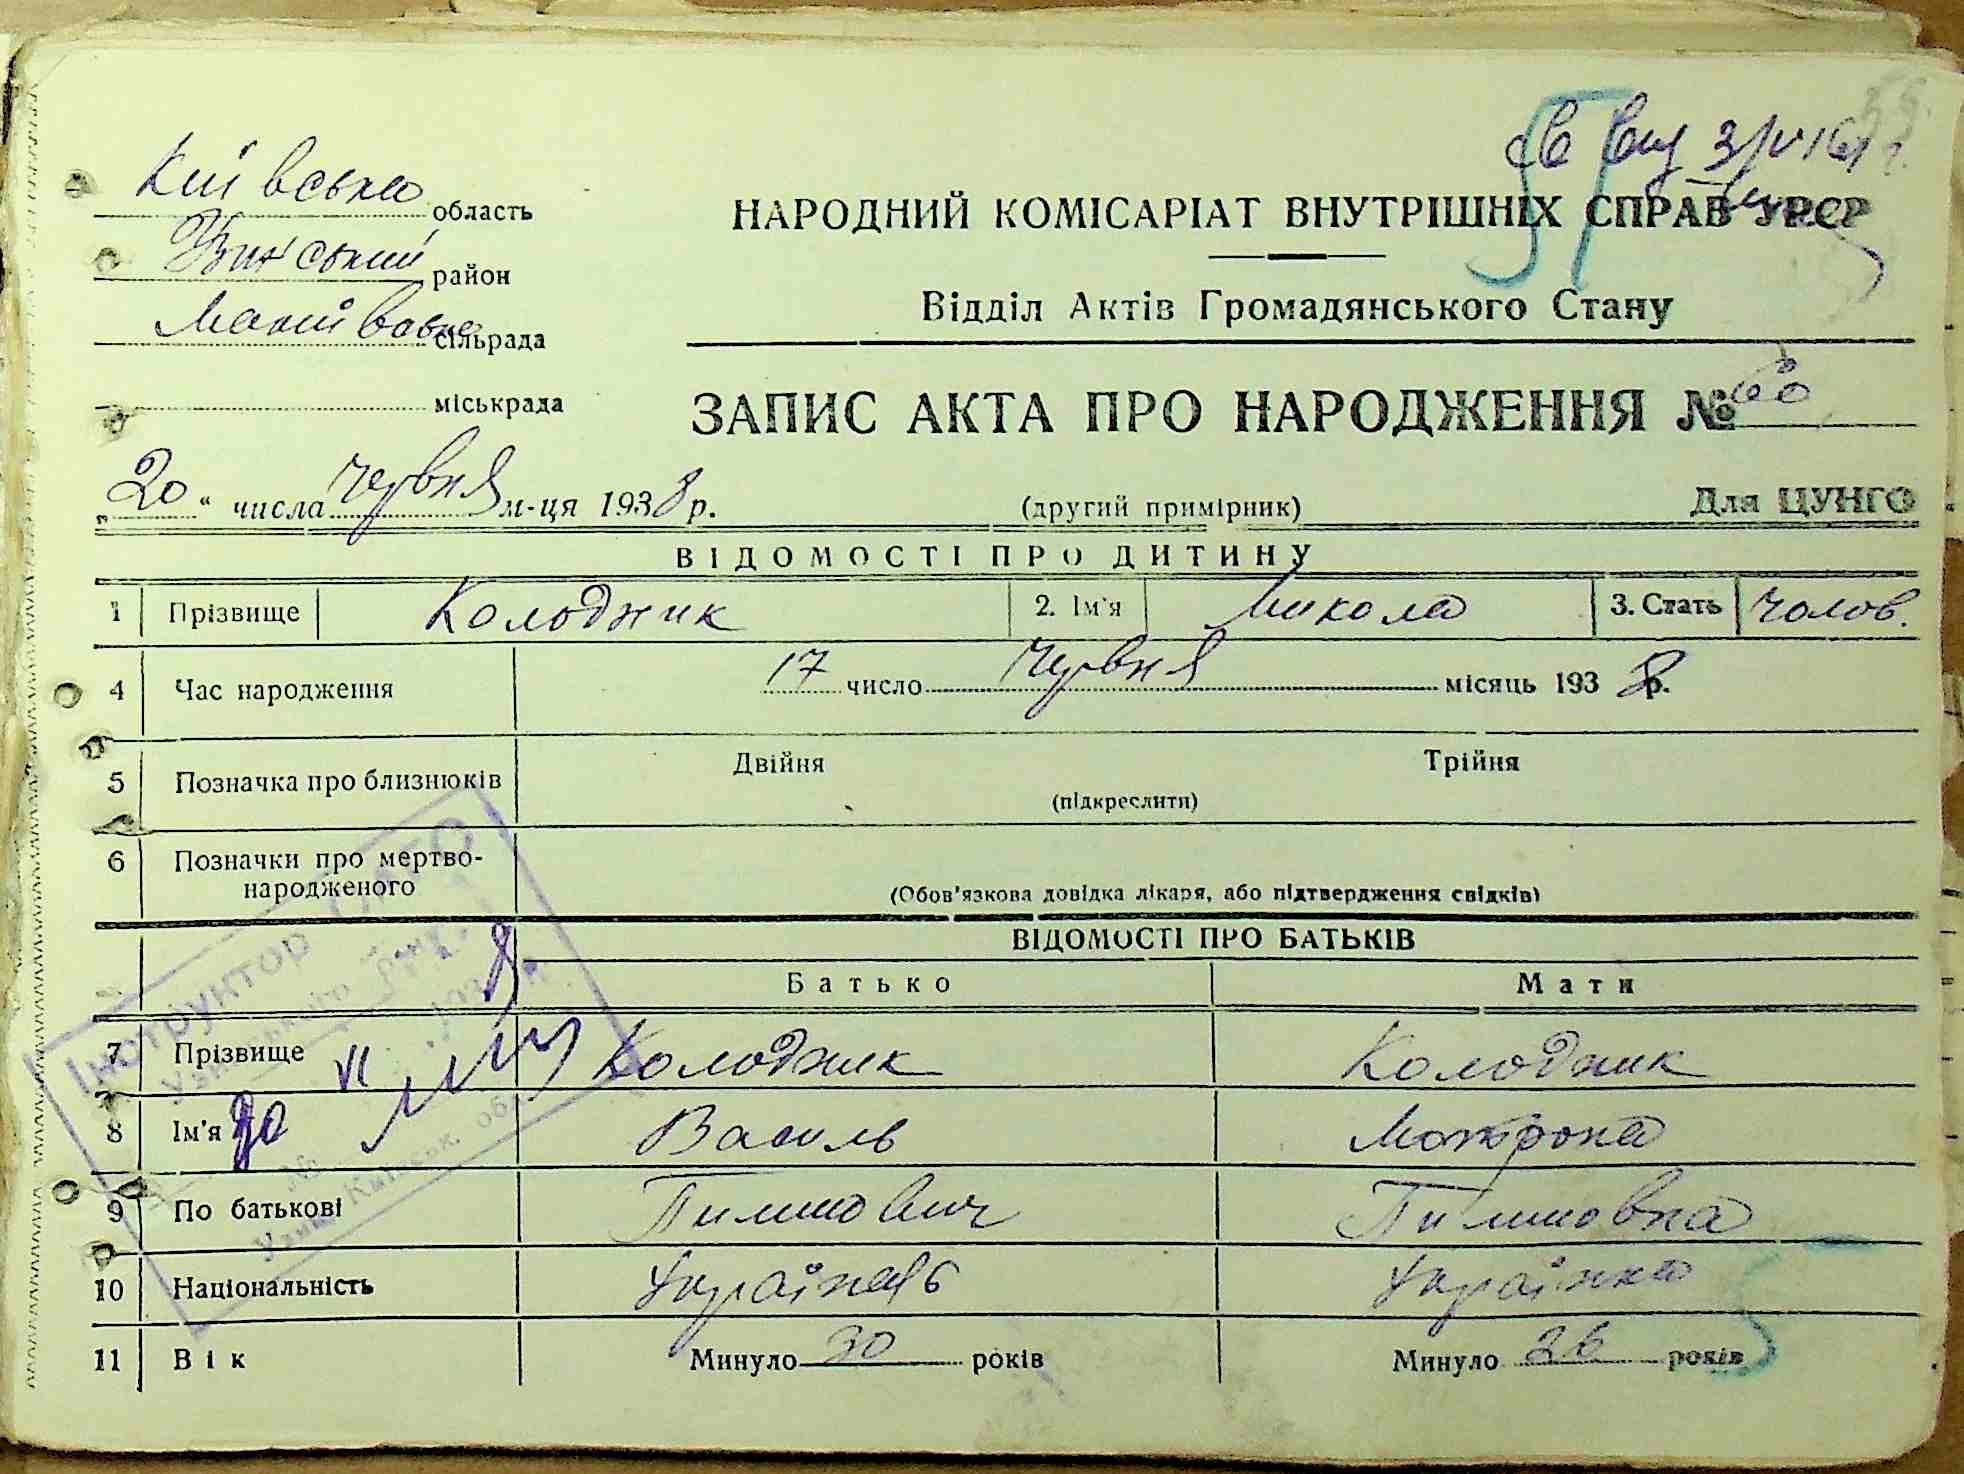 Київська область
Узинський район
Макіївська сільрада
міськрада
НАРОДНИЙ КОМІСАРІАТ ВНУТРІШНІХ СПРАВ УРСР
Відділ Актів Громадянського Стану
ЗАПИС АКТА ПРО НАРОДЖЕННЯ № 60
„20“ числа червня м-ця 1938 р. (другий примірник) Для ЦУНГО
ВІДОМОСТІ ПРО ДИТИНУ
1 Прізвище Колодник 2. Ім'я Микола 3. Стать Чолов.
4 Час народження 17 число червня місяць 1938 р.
5 Позначка про близнюків Двійня Трійня
(підкреслити)
6 Позначки про мертво-
народженого
(Обов'язкова довідка лікаря, або підтвердження свідків)
ВІДОМОСТІ ПРО БАТЬКІВ
Батько Мати
7 Прізвище Колодник Колодник
8 Ім'я Василь Мотрона
9 По батькові Пилипович Пилиповна
10 Національність Українець Українка
11 Вік Минуло 30 років Минуло 26 років
Інструктор